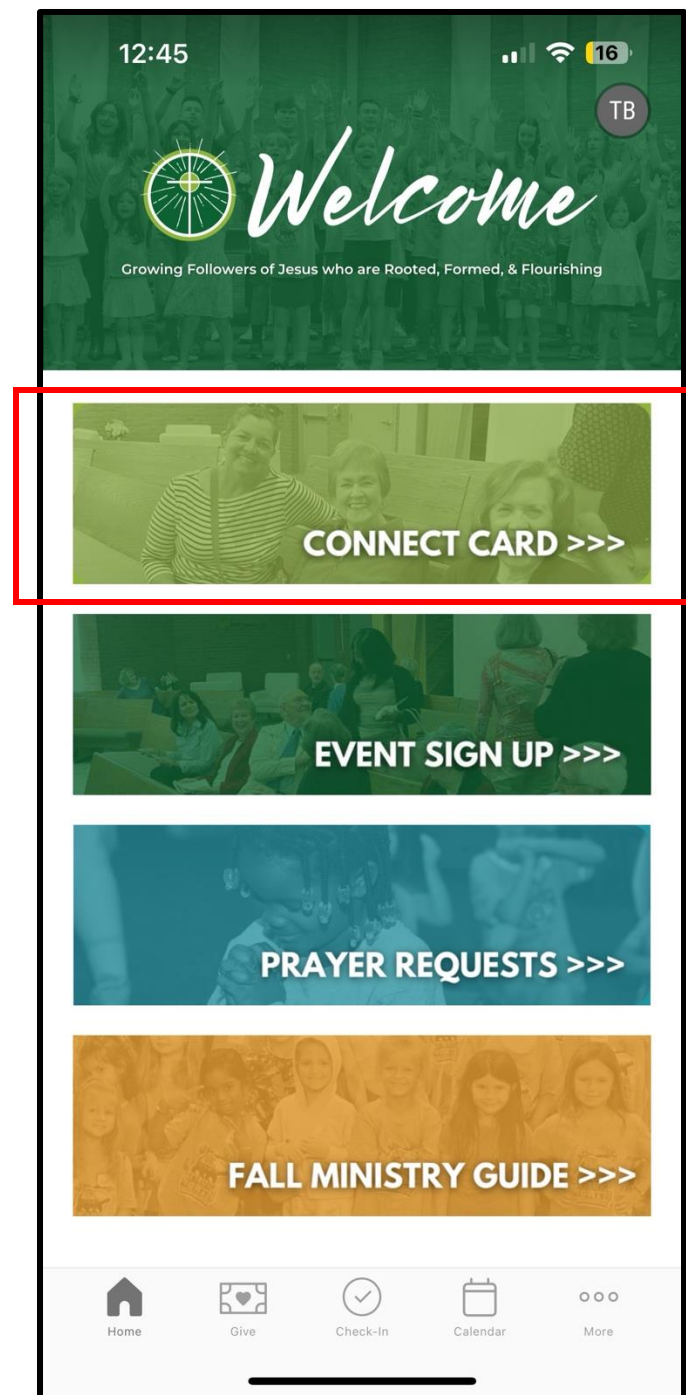 12:45
16
TB
Welcome
Growing Followers of Jesus who are Rooted, Formed, & Flourishing
CONNECT CARD >>>
EVENT SIGN UP >>>
PRAYER REQUESTS >>>
FALL MINISTRY GUIDE >>>
Home Give Check-In Calendar More